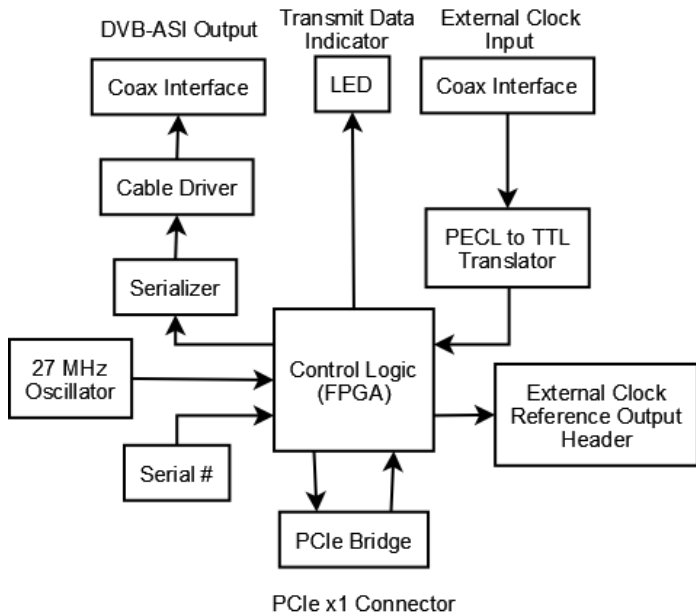 DVB-ASI Output
Transmit Data
Indicator
External Clock
Input
Coax Interface
LED
Coax Interface
Cable Driver
PECL to TTL
Translator
Serializer
27 MHz
Oscillator
Control Logic
(FPGA)
External Clock
Reference Output
Header
Serial #
PCIe Bridge
PCIe x1 Connector